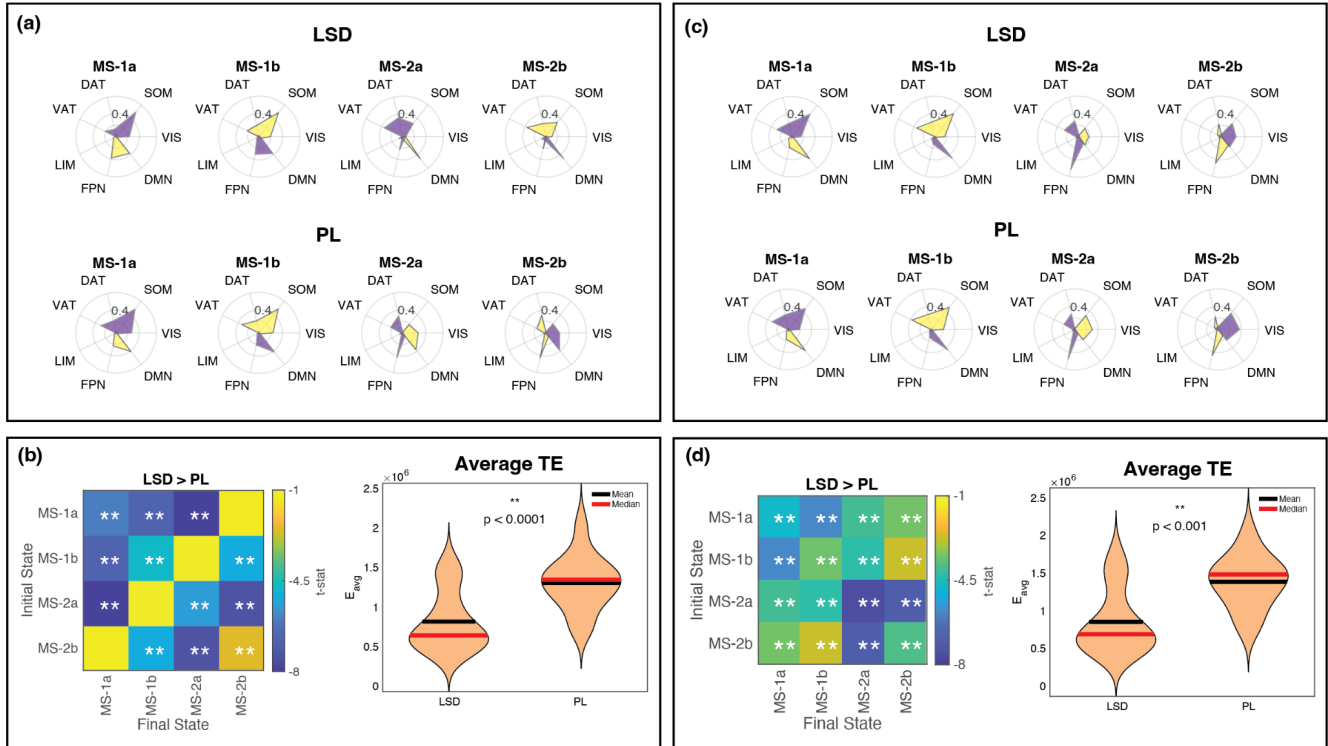 (a)
LSD
MS-1a MS-1b MS-2a MS-2b
DAT DAT DAT DAT
VAT SOM VAT SOM VAT SOM VAT SOM
0.4 0.4 0.4 0.4
VIS VIS VIS VIS
LIM LIM LIM LIM
FPN DMN FPN DMN FPN DMN FPN DMN
PL
MS-1a MS-1b MS-2a MS-2b
DAT DAT DAT DAT
VAT SOM VAT SOM VAT SOM VAT SOM
0.4 0.4 0.4 0.4
VIS VIS VIS VIS
LIM LIM LIM LIM
FPN DMN FPN DMN FPN DMN FPN DMN
(c)
LSD
MS-1a MS-1b MS-2a MS-2b
DAT DAT DAT DAT
VAT SOM VAT SOM VAT SOM VAT SOM
0.4 0.4 0.4 0.4
VIS VIS VIS VIS
LIM LIM LIM LIM
FPN DMN FPN DMN FPN DMN FPN DMN
PL
MS-1a MS-1b MS-2a MS-2b
DAT DAT DAT DAT
VAT SOM VAT SOM VAT SOM VAT SOM
0.4 0.4 0.4 0.4
VIS VIS VIS VIS
LIM LIM LIM LIM
FPN DMN FPN DMN FPN DMN FPN DMN
(b)
LSD > PL
Initial State
MS-1a ** ** **
MS-1b ** ** **
MS-2a ** ** **
MS-2b ** ** **
MS-1a MS-1b MS-2a MS-2b
Final State
-1
-4.5
-8
t-stat
Average TE
×10⁶
2.5
2
1.5
1
0.5
0
E_avg
**
p < 0.0001
Mean
Median
LSD PL
(d)
LSD > PL
Initial State
MS-1a ** ** ** **
MS-1b ** ** ** **
MS-2a ** ** ** **
MS-2b ** ** ** **
MS-1a MS-1b MS-2a MS-2b
Final State
-1
-4.5
-8
t-stat
Average TE
×10⁶
2.5
2
1.5
1
0.5
0
E_avg
**
p < 0.001
Mean
Median
LSD PL